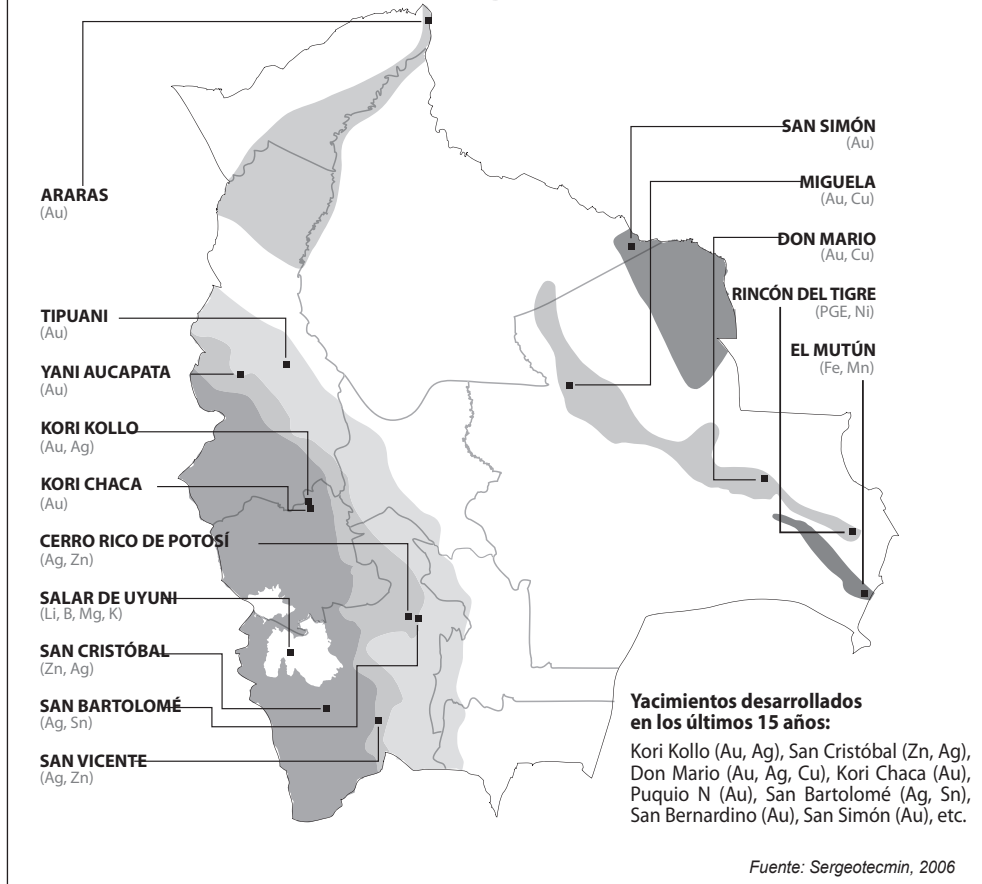 ARARAS
(Au)
TIPUANI
(Au)
YANI AUCAPATA
(Au)
KORI KOLLO
(Au, Ag)
KORI CHACA
(Au)
CERRO RICO DE POTOSÍ
(Ag, Zn)
SALAR DE UYUNI
(Li, B, Mg, K)
SAN CRISTÓBAL
(Zn, Ag)
SAN BARTOLOMÉ
(Ag, Sn)
SAN VICENTE
(Ag, Zn)
SAN SIMÓN
(Au)
MIGUELA
(Au, Cu)
DON MARIO
(Au, Cu)
RINCÓN DEL TIGRE
(PGE, Ni)
EL MUTÚN
(Fe, Mn)
Yacimientos desarrollados
en los últimos 15 años:
Kori Kollo (Au, Ag), San Cristóbal (Zn, Ag),
Don Mario (Au, Ag, Cu), Kori Chaca (Au),
Puquio N (Au), San Bartolomé (Ag, Sn),
San Bernardino (Au), San Simón (Au), etc.
Fuente: Sergeotecmin, 2006